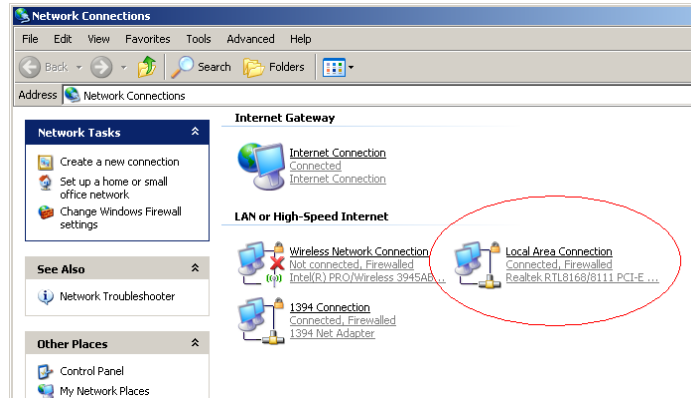 Network Connections
File Edit View Favorites Tools Advanced Help
Back Search Folders
Address Network Connections
Network Tasks
Create a new connection
Set up a home or small
office network
Change Windows Firewall
settings
See Also
Network Troubleshooter
Other Places
Control Panel
My Network Places
Internet Gateway
Internet Connection
Connected
Internet Connection
LAN or High-Speed Internet
Wireless Network Connection
Not connected, Firewalled
Intel(R) PRO/Wireless 3945AB...
Local Area Connection
Connected, Firewalled
Realtek RTL8168/8111 PCI-E ...
1394 Connection
Connected, Firewalled
1394 Net Adapter